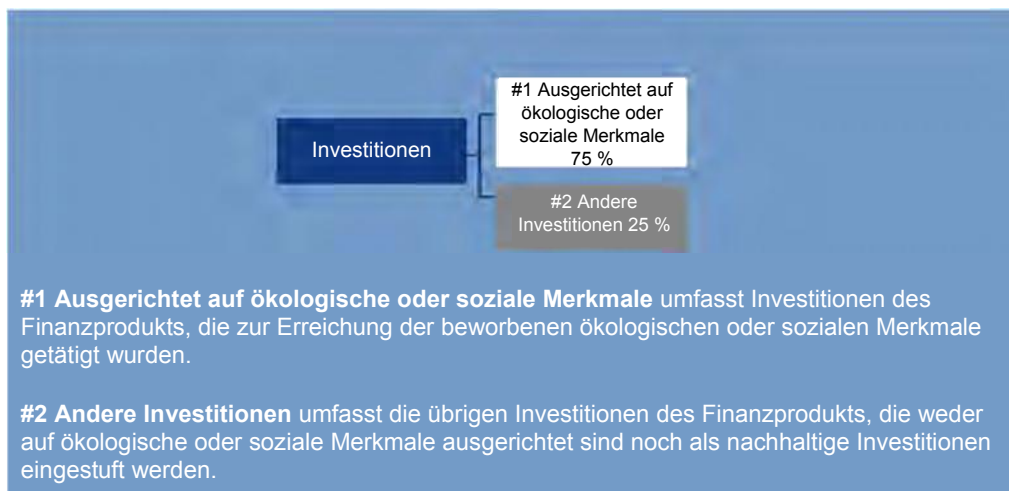 #1 Ausgerichtet auf
ökologische oder
soziale Merkmale
75 %
Investitionen
#2 Andere
Investitionen 25 %
#1 Ausgerichtet auf ökologische oder soziale Merkmale umfasst Investitionen des
Finanzprodukts, die zur Erreichung der beworbenen ökologischen oder sozialen Merkmale
getätigt wurden.
#2 Andere Investitionen umfasst die übrigen Investitionen des Finanzprodukts, die weder
auf ökologische oder soziale Merkmale ausgerichtet sind noch als nachhaltige Investitionen
eingestuft werden.